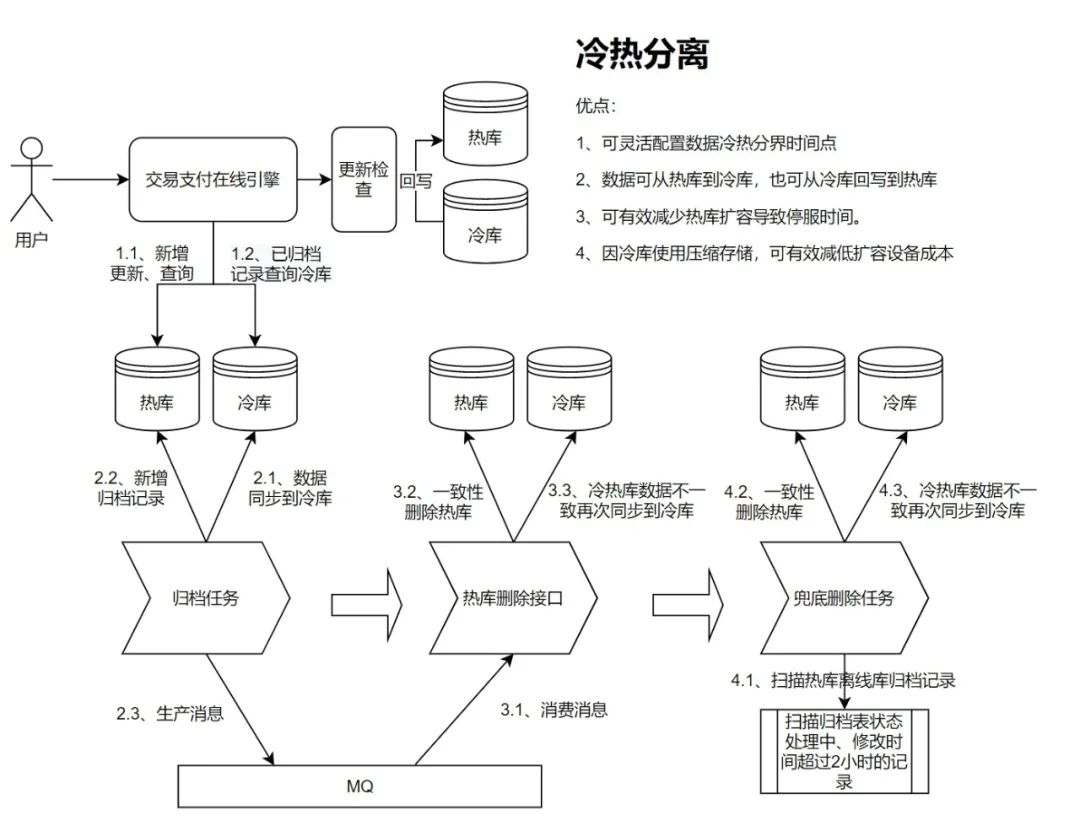 冷热分离
优点：
1、可灵活配置数据冷热分界时间点
2、数据可从热库到冷库，也可从冷库回写到热库
3、可有效减少热库扩容导致停服时间。
4、因冷库使用压缩存储，可有效减低扩容设备成本
用户
交易支付在线引擎
更新检
查
回写
热库
冷库
1.1、新增
更新、查询
1.2、已归档
记录查询冷库
热库
冷库
热库
冷库
热库
冷库
2.2、新增
归档记录
2.1、数据
同步到冷库
3.2、一致性
删除热库
3.3、冷热库数据不一
致再次同步到冷库
4.2、一致性
删除热库
4.3、冷热库数据不一
致再次同步到冷库
归档任务
热库删除接口
兜底删除任务
2.3、生产消息
3.1、消费消息
4.1、扫描热库离线库归档记录
扫描归档表状态
处理中、修改时
间超过2小时的记
录
MQ